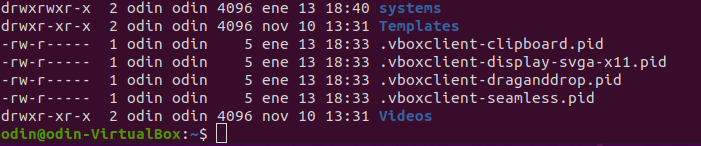 drwxrwxr-x  2 odin odin 4096 ene 13 18:40 systems
drwxr-xr-x  2 odin odin 4096 nov 10 13:31 Templates
-rw-r-----  1 odin odin    5 ene 13 18:33 .vboxclient-clipboard.pid
-rw-r-----  1 odin odin    5 ene 13 18:33 .vboxclient-display-svga-x11.pid
-rw-r-----  1 odin odin    5 ene 13 18:33 .vboxclient-draganddrop.pid
-rw-r-----  1 odin odin    5 ene 13 18:33 .vboxclient-seamless.pid
drwxr-xr-x  2 odin odin 4096 nov 10 13:31 Videos
odin@odin-VirtualBox:~$